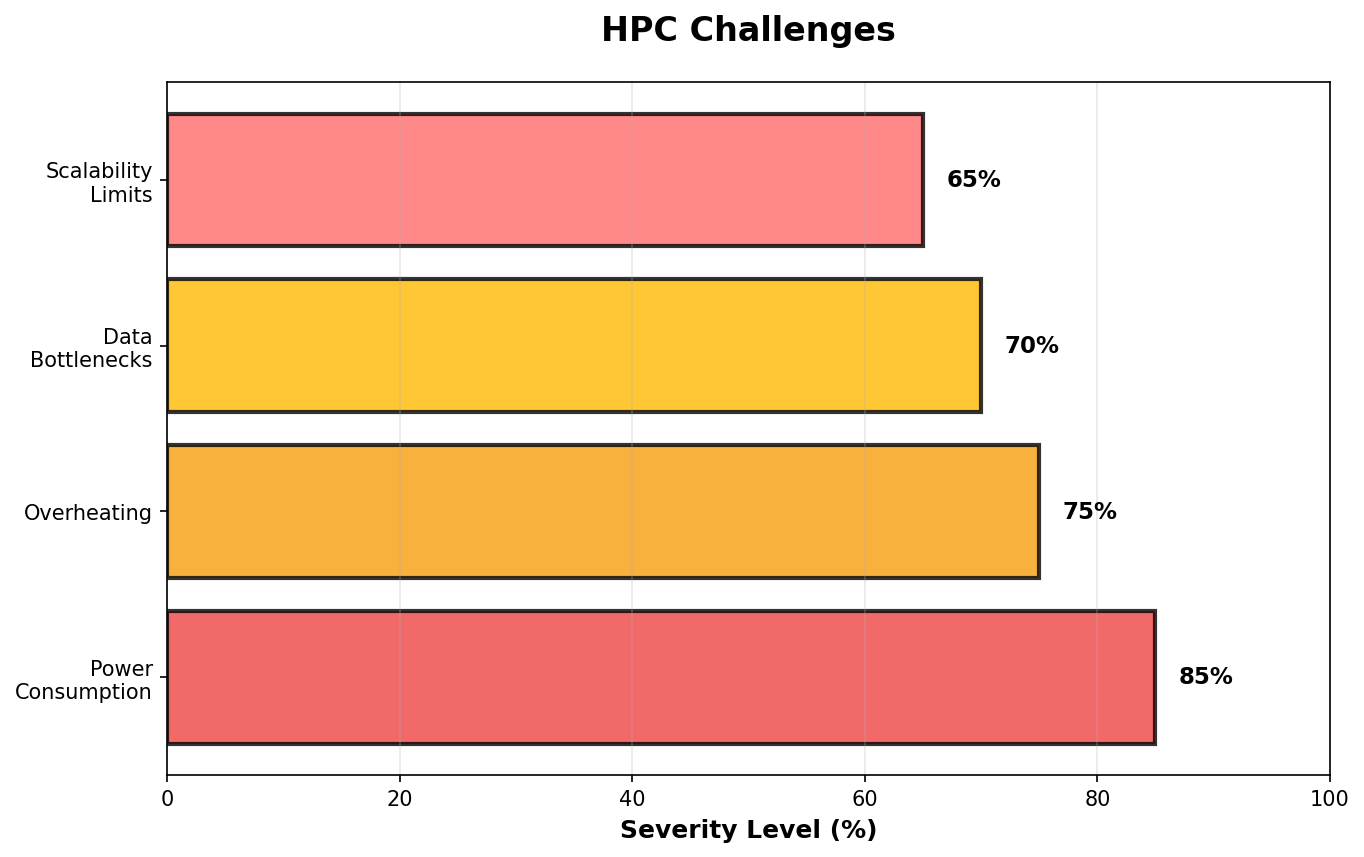 HPC Challenges
Scalability
Limits
65%
Data
Bottlenecks
70%
Overheating
75%
Power
Consumption
85%
0 20 40 60 80 100
Severity Level (%)